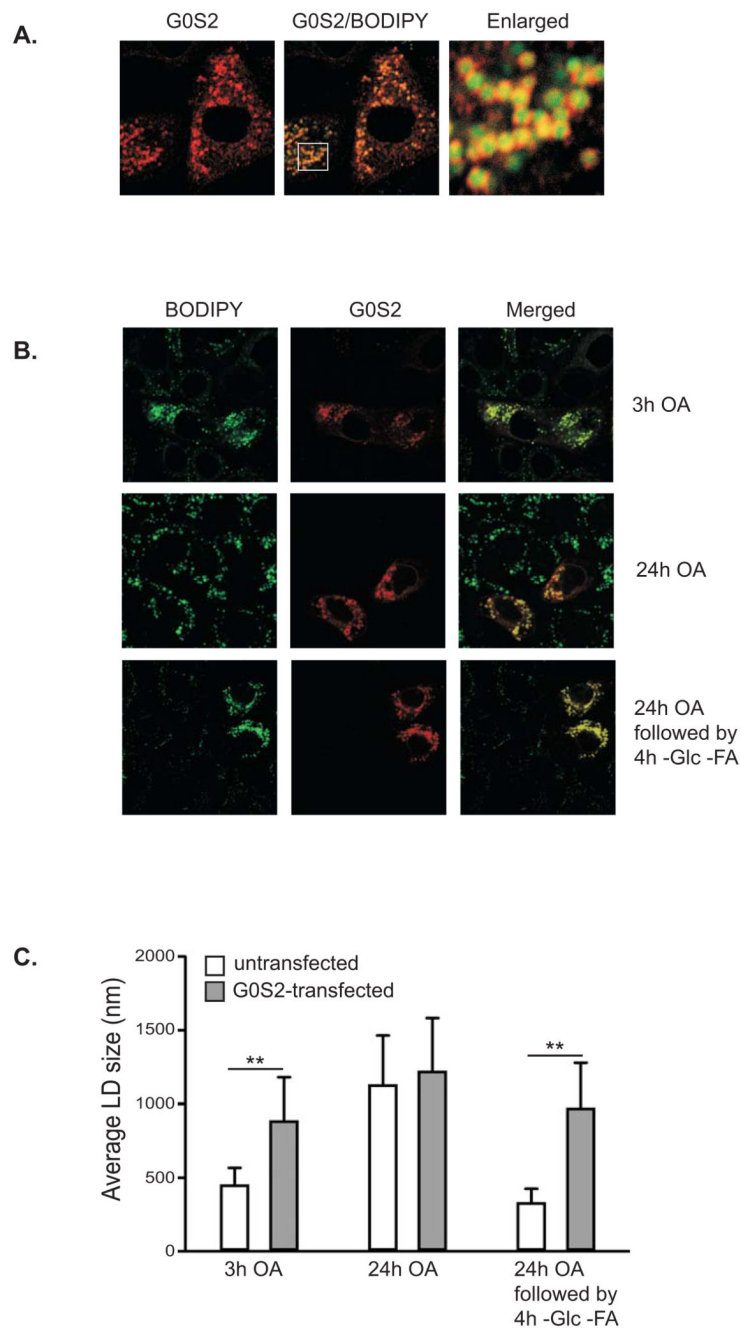 A.
G0S2
G0S2/BODIPY
Enlarged
B.
BODIPY
G0S2
Merged
3h OA
24h OA
24h OA
followed by
4h -Glc -FA
C.
Average LD size (nm)
2000
1500
1000
500
0
untransfected
G0S2-transfected
**
**
3h OA
24h OA
24h OA
followed by
4h -Glc -FA